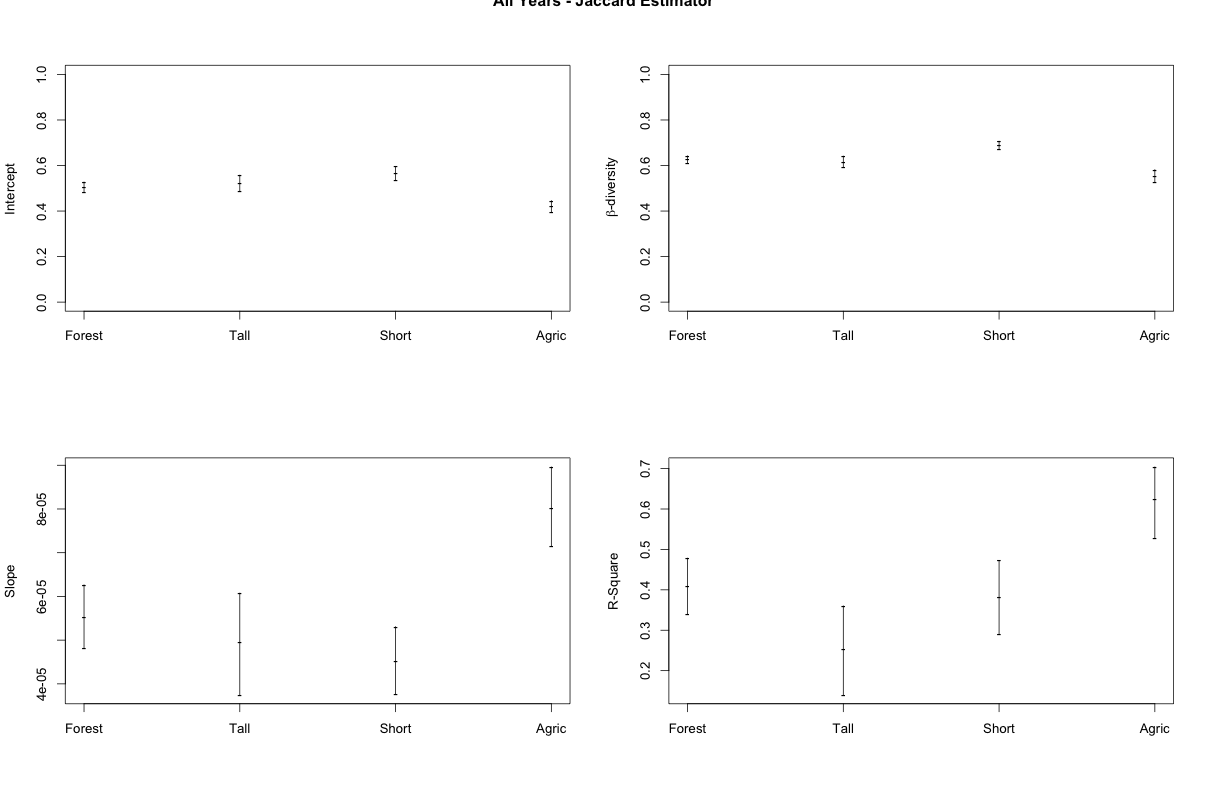 All Years - Jaccard Estimator
Intercept
0.0 0.2 0.4 0.6 0.8 1.0
Forest Tall Short Agric
β-diversity
0.0 0.2 0.4 0.6 0.8 1.0
Forest Tall Short Agric
Slope
4e-05 6e-05 8e-05
Forest Tall Short Agric
R-Square
0.2 0.3 0.4 0.5 0.6 0.7
Forest Tall Short Agric